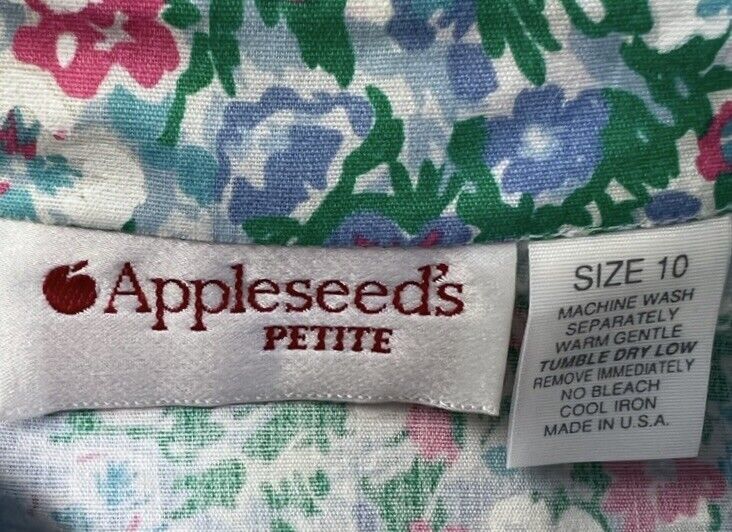 Appleseed's
PETITE
SIZE 10
MACHINE WASH
SEPARATELY
WARM GENTLE
TUMBLE DRY LOW
REMOVE IMMEDIATELY
NO BLEACH
COOL IRON
MADE IN U.S.A.